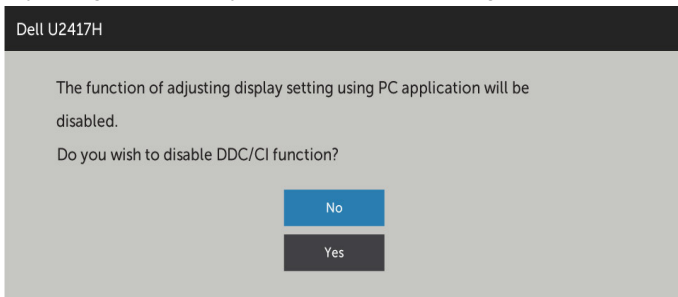 Dell U2417H
The function of adjusting display setting using PC application will be
disabled.
Do you wish to disable DDC/CI function?
No
Yes